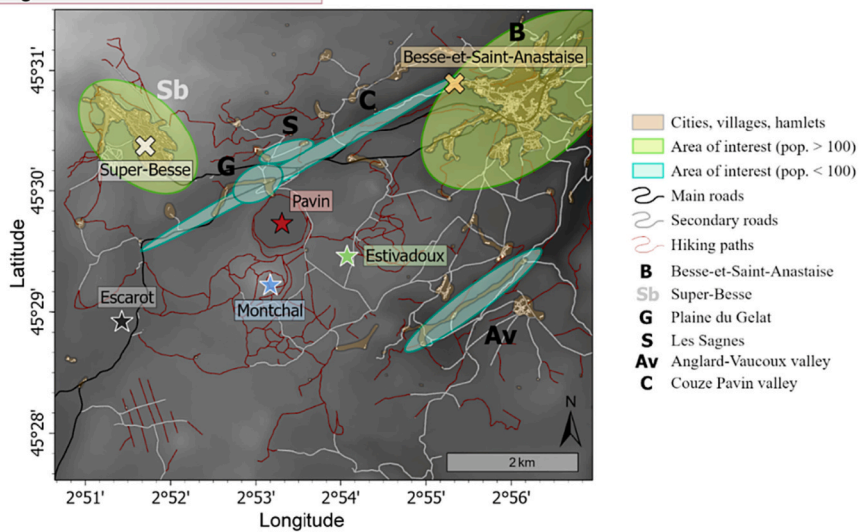 B
Besse-et-Saint-Anastaise
45°31'
Sb
C
S
Super-Besse
G
45°30'
Pavin
Latitude
Estivadoux
Escarot
45°29'
Montchal
Av
45°28'
N
2 km
2°51' 2°52' 2°53' 2°54' 2°55' 2°56'
Longitude
Cities, villages, hamlets
Area of interest (pop. > 100)
Area of interest (pop. < 100)
Main roads
Secondary roads
Hiking paths
B Besse-et-Saint-Anastaise
Sb Super-Besse
G Plaine du Gelat
S Les Sagnes
Av Anglard-Vaucoux valley
C Couze Pavin valley